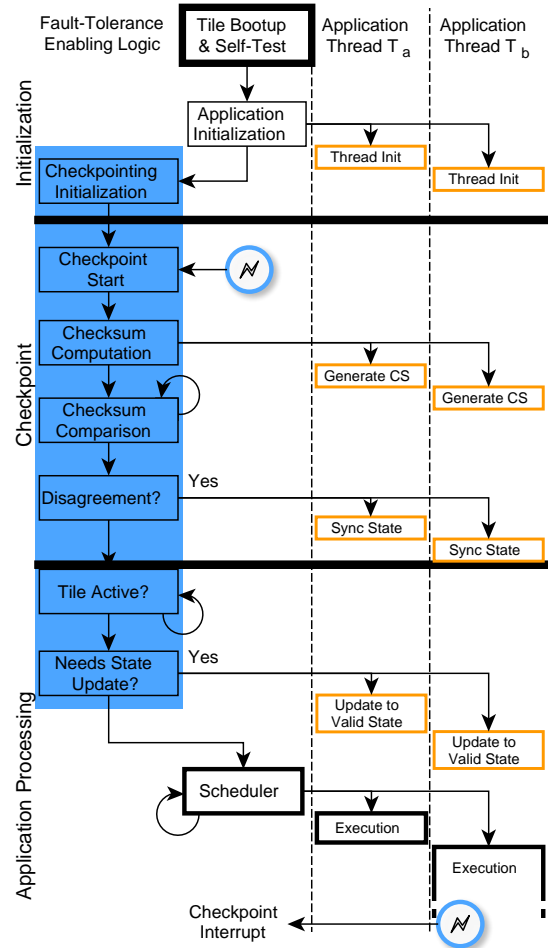 Fault-Tolerance
Enabling Logic
Tile Bootup
& Self-Test
Application
Thread T a
Application
Thread T b
Initialization
Application
Initialization
Thread Init
Thread Init
Checkpointing
Initialization
Checkpoint
Checkpoint
Start
Checksum
Computation
Generate CS
Generate CS
Checksum
Comparison
Disagreement?
Yes
Sync State
Sync State
Application Processing
Tile Active?
Needs State
Update?
Yes
Update to
Valid State
Update to
Valid State
Scheduler
Execution
Execution
Checkpoint
Interrupt